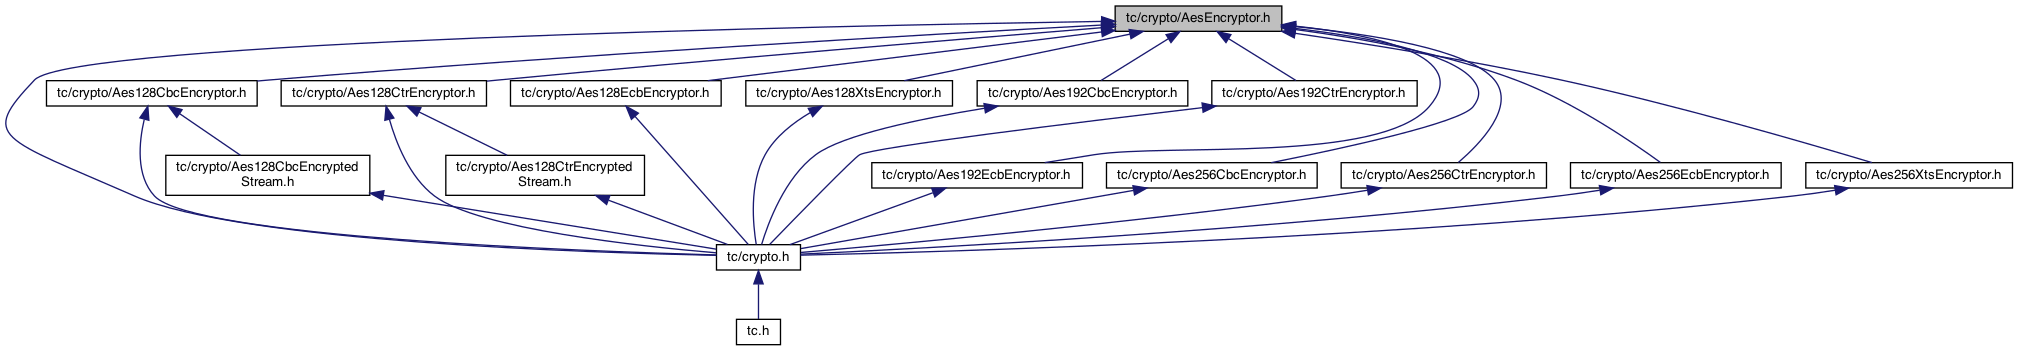 tc/crypto/AesEncryptor.h
tc/crypto/Aes128CbcEncryptor.h
tc/crypto/Aes128CtrEncryptor.h
tc/crypto/Aes128EcbEncryptor.h
tc/crypto/Aes128XtsEncryptor.h
tc/crypto/Aes192CbcEncryptor.h
tc/crypto/Aes192CtrEncryptor.h
tc/crypto/Aes128CbcEncrypted
Stream.h
tc/crypto/Aes128CtrEncrypted
Stream.h
tc/crypto/Aes192EcbEncryptor.h
tc/crypto/Aes256CbcEncryptor.h
tc/crypto/Aes256CtrEncryptor.h
tc/crypto/Aes256EcbEncryptor.h
tc/crypto/Aes256XtsEncryptor.h
tc/crypto.h
tc.h